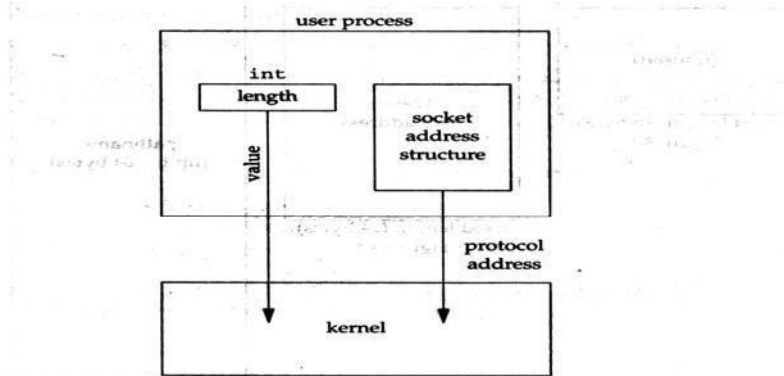 user process
int
length
value
socket
address
structure
protocol
address
kernel